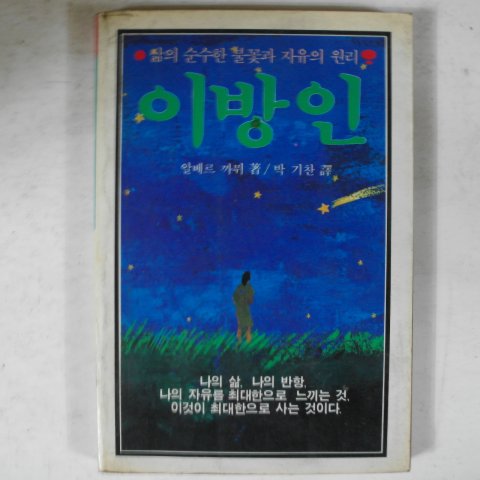 삶의 순수한 불꽃과 자유의 원리
이방인
알베르 까뮈 著 / 박 기찬 譯
나의 삶, 나의 반항,
나의 자유를 최대한으로 느끼는 것,
이것이 최대한으로 사는 것이다.